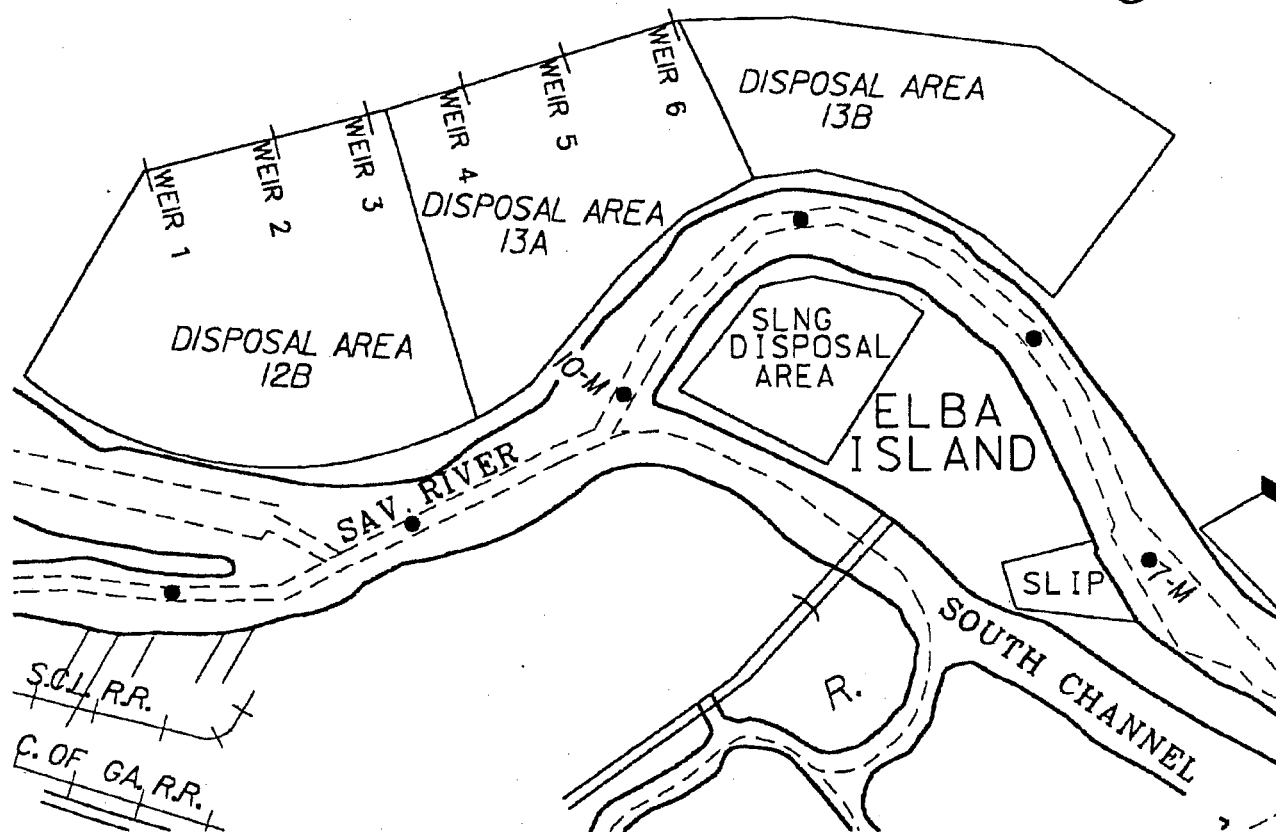 WEIR 1
WEIR 2
WEIR 3
WEIR 4
WEIR 5
WEIR 6
DISPOSAL AREA
13B
DISPOSAL AREA
13A
DISPOSAL AREA
12B
SLNG
DISPOSAL
AREA
10-M
ELBA
ISLAND
SAV. RIVER
7-M
SLIP
SOUTH CHANNEL
R.
S.C.L. R.R.
C. OF GA. R.R.